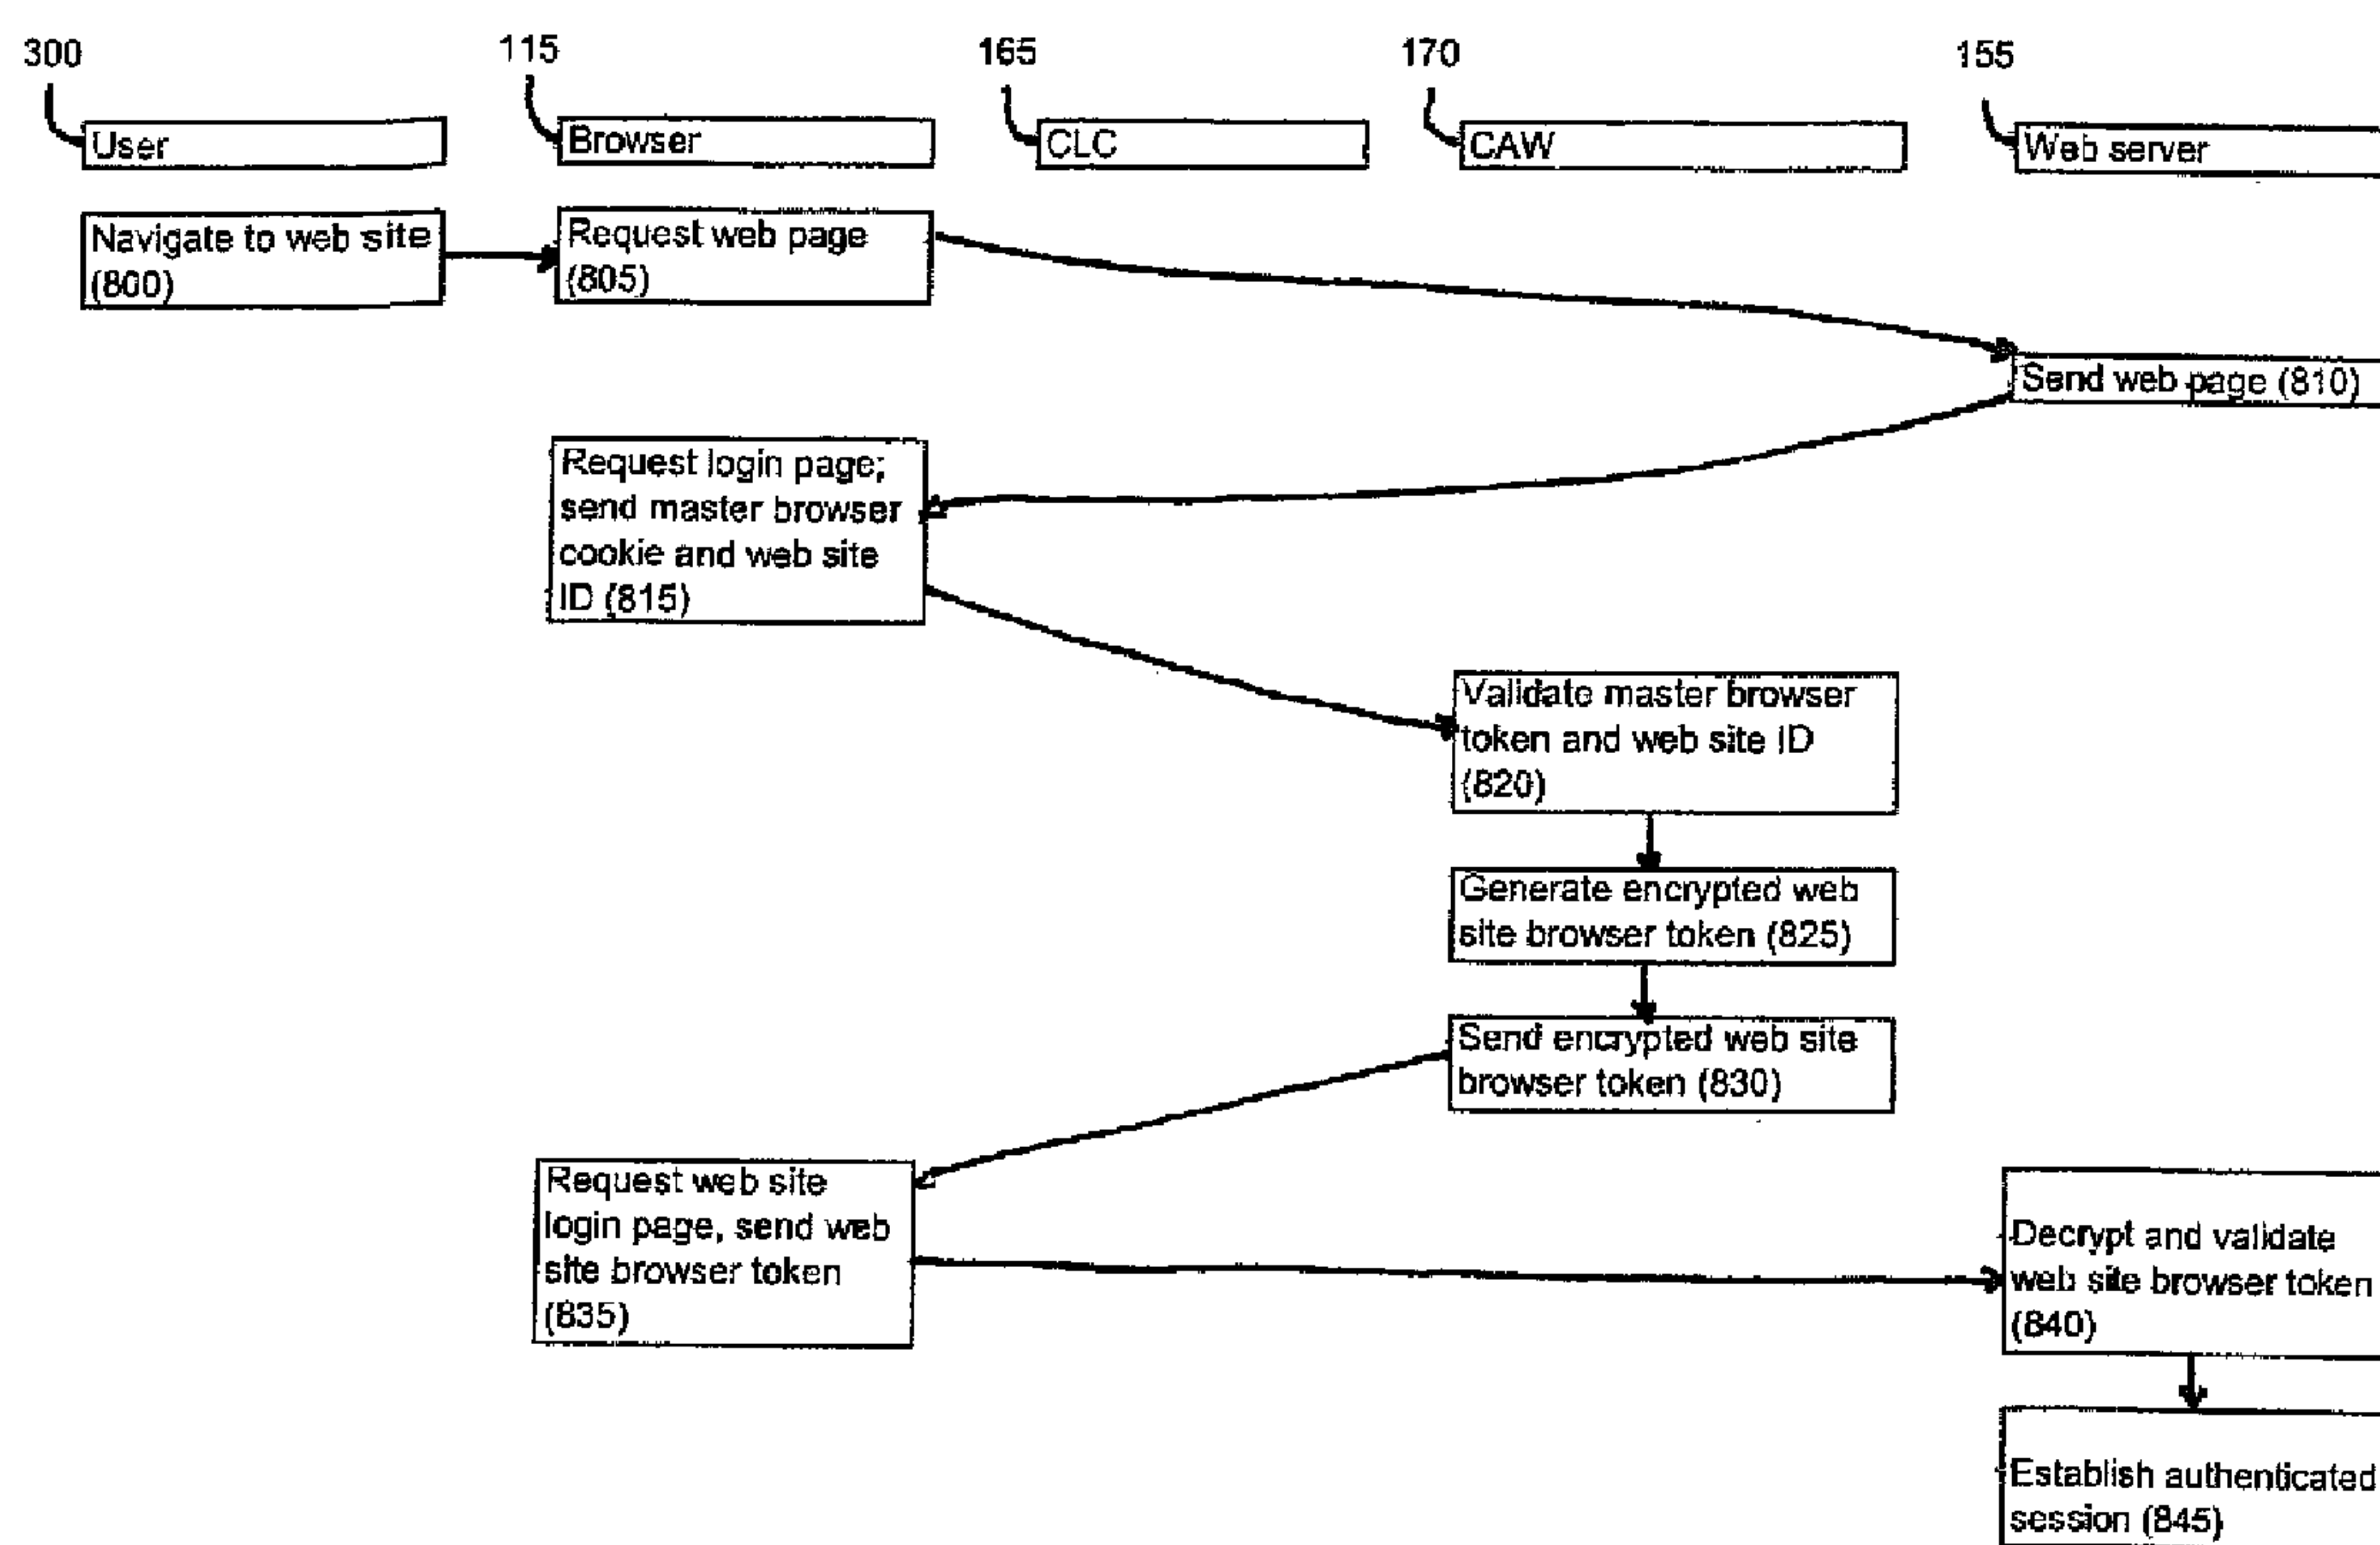 300
115
165
170
155
User
Browser
CLC
CAW
Web server
Navigate to web site
(800)
Request web page
(805)
Send web page (810)
Request login page;
send master browser
cookie and web site
ID (815)
Validate master browser
token and web site ID
(820)
Generate encrypted web
site browser token (825)
Send encrypted web site
browser token (830)
Request web site
login page, send web
site browser token
(835)
Decrypt and validate
web site browser token
(840)
Establish authenticated
session (845)